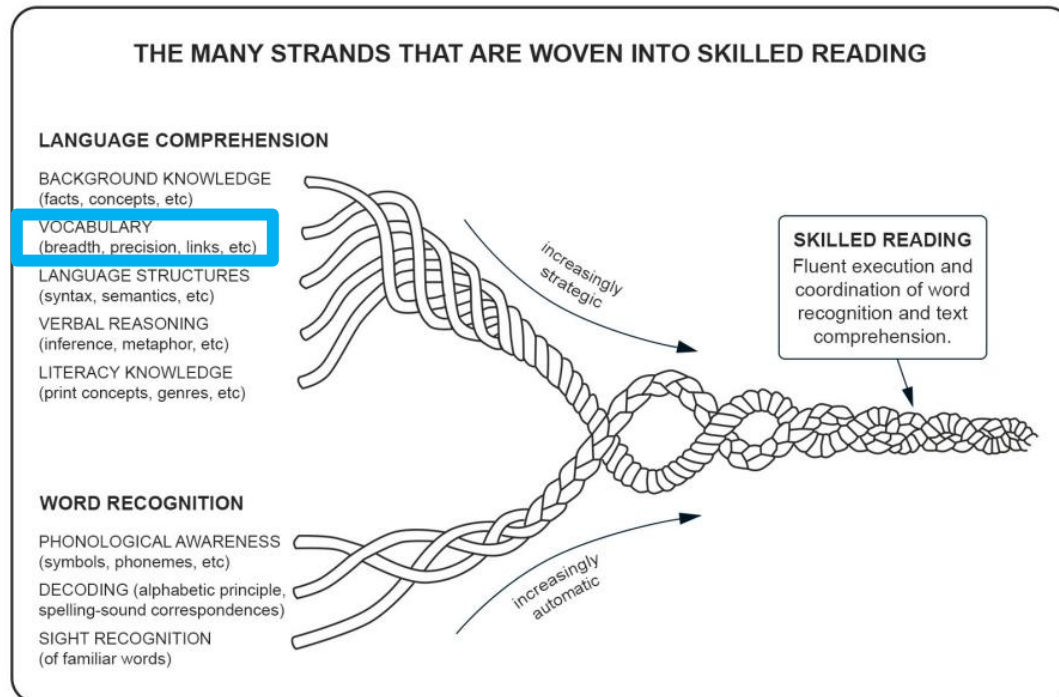 THE MANY STRANDS THAT ARE WOVEN INTO SKILLED READING
LANGUAGE COMPREHENSION
BACKGROUND KNOWLEDGE
(facts, concepts, etc)
VOCABULARY
(breadth, precision, links, etc)
LANGUAGE STRUCTURES
(syntax, semantics, etc)
VERBAL REASONING
(inference, metaphor, etc)
LITERACY KNOWLEDGE
(print concepts, genres, etc)
increasingly
strategic
SKILLED READING
Fluent execution and
coordination of word
recognition and text
comprehension.
WORD RECOGNITION
PHONOLOGICAL AWARENESS
(symbols, phonemes, etc)
DECODING (alphabetic principle,
spelling-sound correspondences)
SIGHT RECOGNITION
(of familiar words)
increasingly
automatic